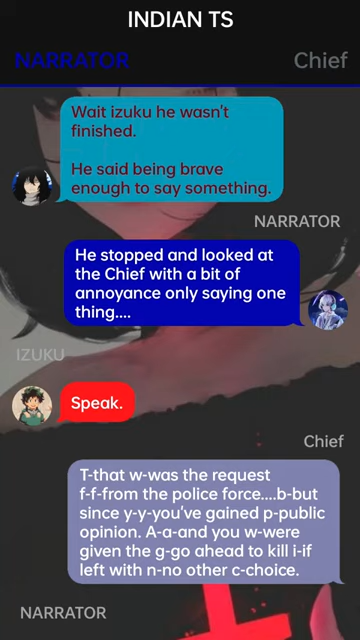 INDIAN TS
NARRATOR
Chief
Wait izuku he wasn't
finished.
He said being brave
enough to say something.
NARRATOR
He stopped and looked at
the Chief with a bit of
annoyance only saying one
thing....
IZUKU
Speak.
Chief
T-that w-was the request
f-f-from the police force....b-but
since y-y-you've gained p-public
opinion. A-a-and you w-were
given the g-go ahead to kill i-if
left with n-no other c-choice.
NARRATOR